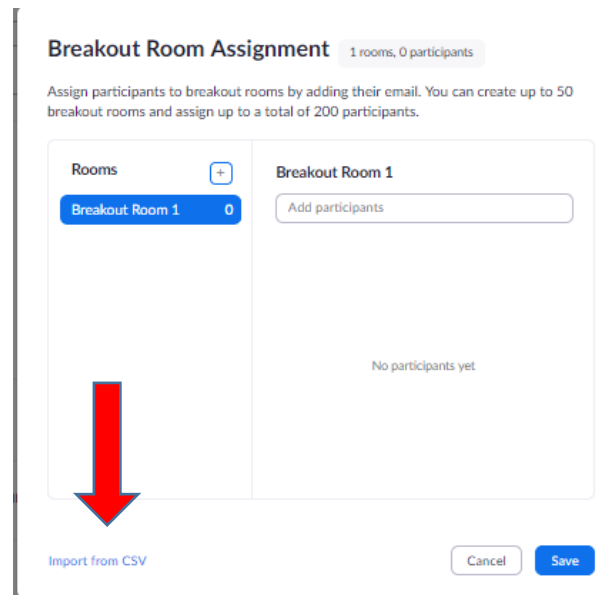 Breakout Room Assignment 1 rooms, 0 participants
Assign participants to breakout rooms by adding their email. You can create up to 50
breakout rooms and assign up to a total of 200 participants.
Rooms +
Breakout Room 1 0
Breakout Room 1
Add participants
No participants yet
Import from CSV
Cancel Save